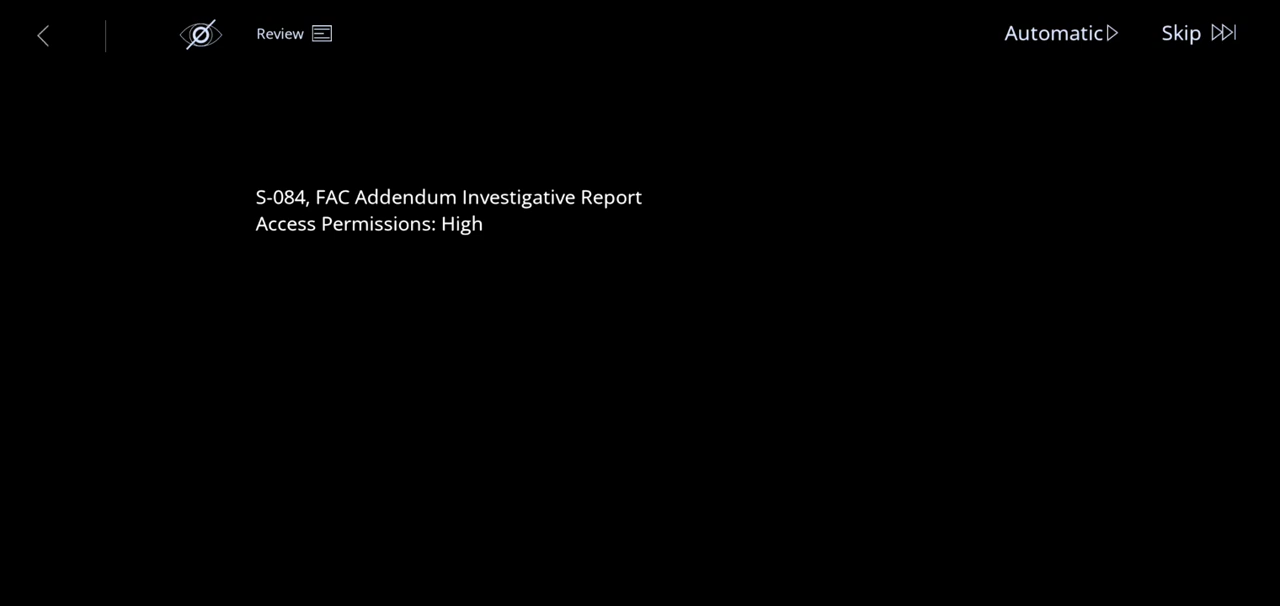 Review
Automatic
Skip
S-084, FAC Addendum Investigative Report
Access Permissions: High